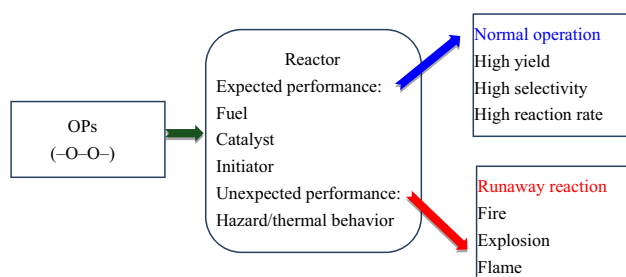 OPs
(–O–O–)
Reactor
Expected performance:
Fuel
Catalyst
Initiator
Unexpected performance:
Hazard/thermal behavior
Normal operation
High yield
High selectivity
High reaction rate
Runaway reaction
Fire
Explosion
Flame